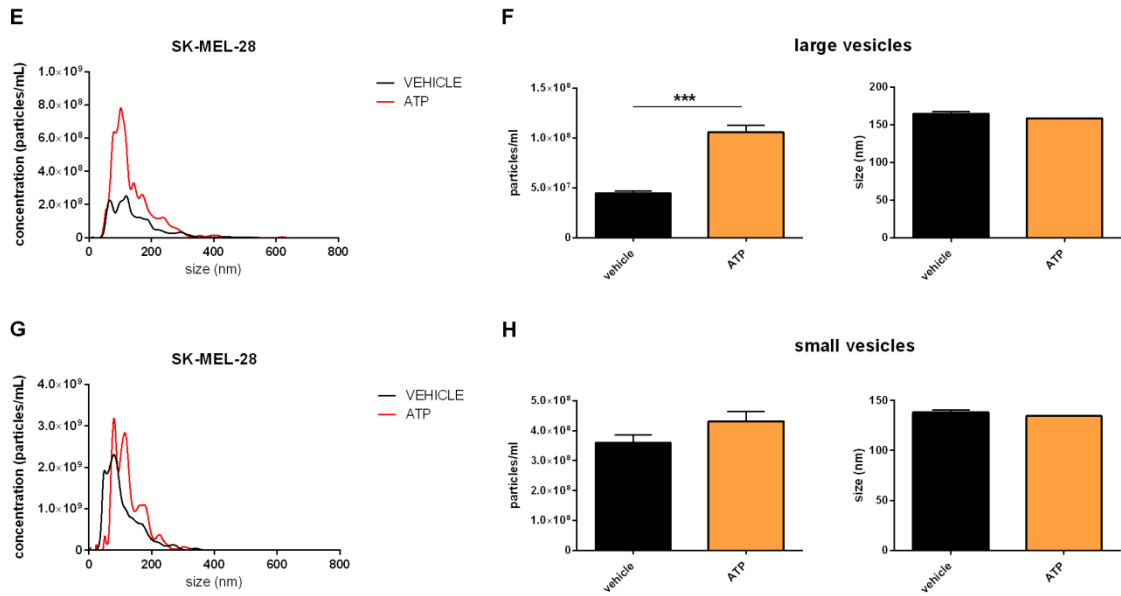 E
SK-MEL-28
concentration (particles/mL)
1.0×10⁹
8.0×10⁸
6.0×10⁸
4.0×10⁸
2.0×10⁸
0
0 200 400 600 800
size (nm)
VEHICLE
ATP
F
large vesicles
particles/ml
1.5×10⁸
1.0×10⁸
5.0×10⁷
0
***
vehicle
ATP
size (nm)
200
150
100
50
0
vehicle
ATP
G
SK-MEL-28
concentration (particles/mL)
4.0×10⁹
3.0×10⁹
2.0×10⁹
1.0×10⁹
0
0 200 400 600 800
size (nm)
VEHICLE
ATP
H
small vesicles
particles/ml
5.0×10⁸
4.0×10⁸
3.0×10⁸
2.0×10⁸
1.0×10⁸
0
vehicle
ATP
size (nm)
150
100
50
0
vehicle
ATP